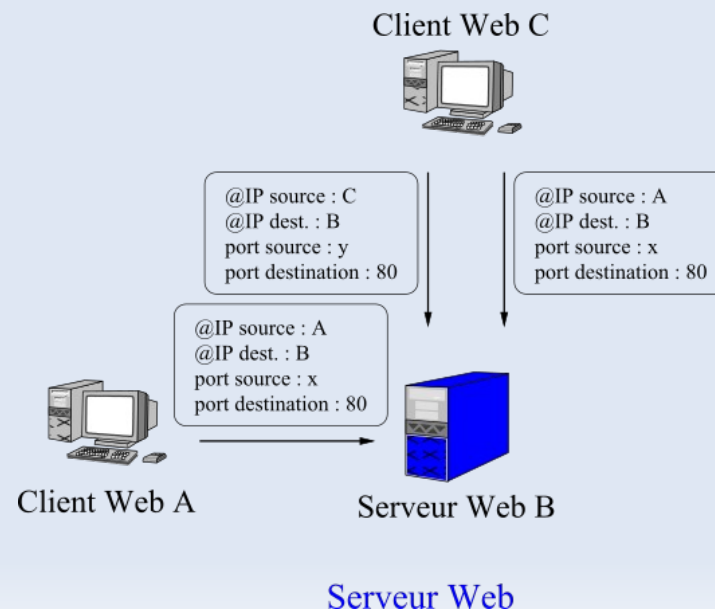 Client Web C
@IP source : C
@IP dest. : B
port source : y
port destination : 80
@IP source : A
@IP dest. : B
port source : x
port destination : 80
@IP source : A
@IP dest. : B
port source : x
port destination : 80
Client Web A
Serveur Web B
Serveur Web